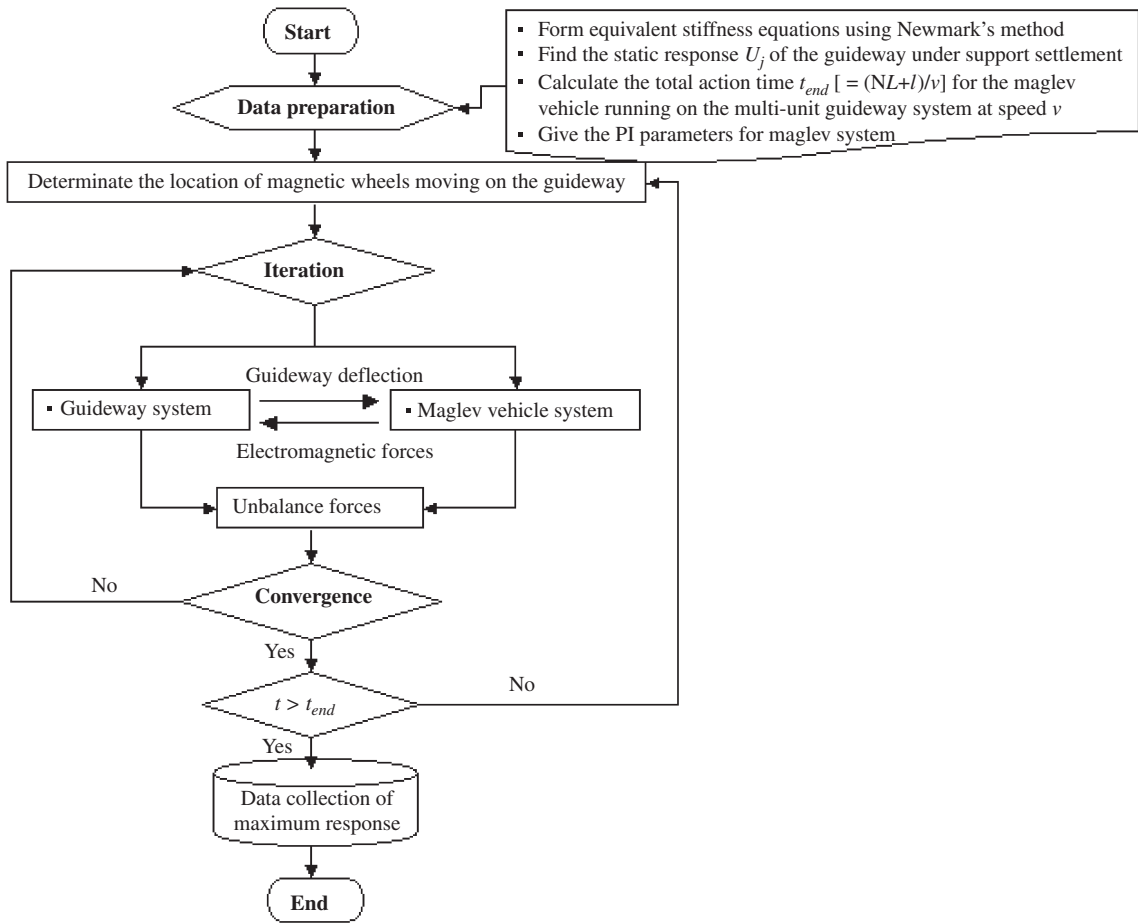 Start
▪ Form equivalent stiffness equations using Newmark's method
▪ Find the static response U_j of the guideway under support settlement
▪ Calculate the total action time t_end [ = (NL+l)/v] for the maglev
vehicle running on the multi-unit guideway system at speed v
▪ Give the PI parameters for maglev system
Data preparation
Determinate the location of magnetic wheels moving on the guideway
Iteration
Guideway deflection
▪ Guideway system
▪ Maglev vehicle system
Electromagnetic forces
Unbalance forces
No
Convergence
Yes
t > t_end
No
Yes
Data collection of
maximum response
End